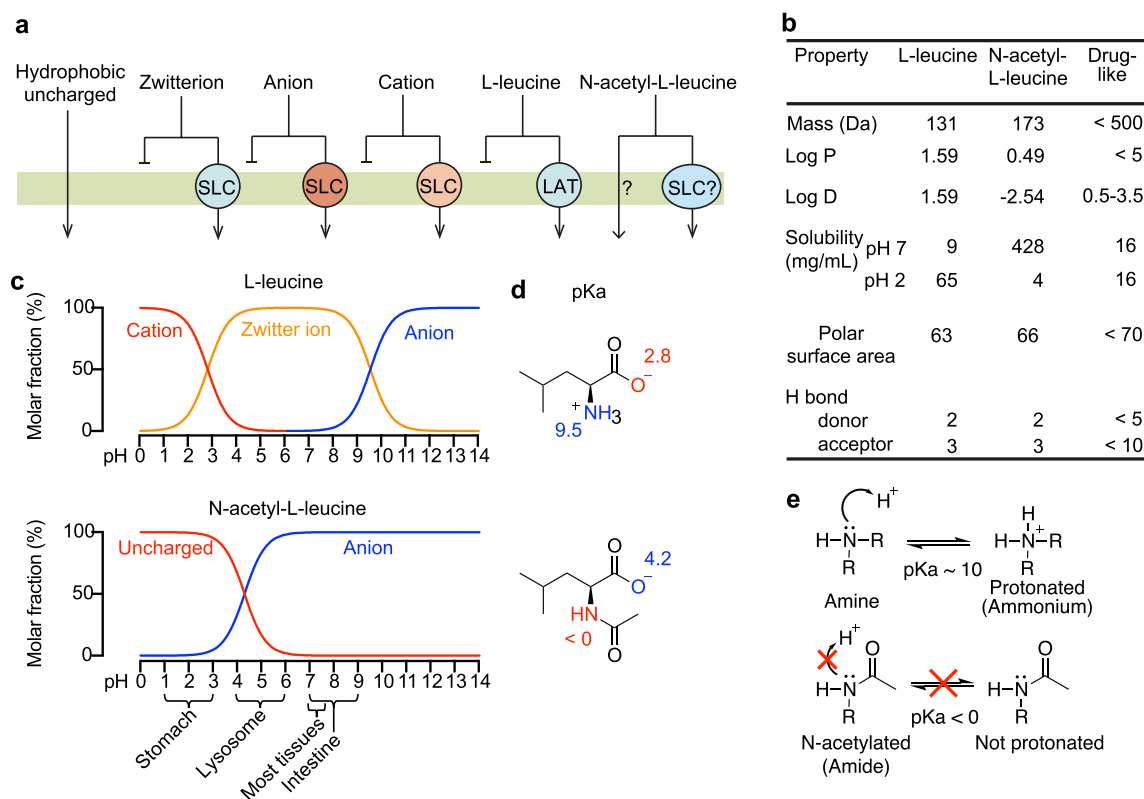 a
Hydrophobic
uncharged
Zwitterion
Anion
Cation
L-leucine
N-acetyl-L-leucine
SLC
SLC
SLC
LAT
?
SLC?
b
Property L-leucine N-acetyl-L-leucine Drug-like
Mass (Da) 131 173 < 500
Log P 1.59 0.49 < 5
Log D 1.59 -2.54 0.5-3.5
Solubility (mg/mL) pH 7 9 428 16
pH 2 65 4 16
Polar surface area 63 66 < 70
H bond
donor 2 2 < 5
acceptor 3 3 < 10
c
L-leucine
Molar fraction (%)
100
50
0
Cation
Zwitter ion
Anion
pH 0 1 2 3 4 5 6 7 8 9 10 11 12 13 14
N-acetyl-L-leucine
Molar fraction (%)
100
50
0
Uncharged
Anion
pH 0 1 2 3 4 5 6 7 8 9 10 11 12 13 14
Stomach
Lysosome
Most tissues
Intestine
d
pKa
O
2.8
O−
+
NH3
9.5
O
4.2
O−
HN
< 0
O
e
H+
H–N–R
R
pKa ~ 10
Amine
H
H–N–R
+
R
Protonated
(Ammonium)
H+
O
H–N
R
pKa < 0
N-acetylated
(Amide)
O
H–N
R
Not protonated